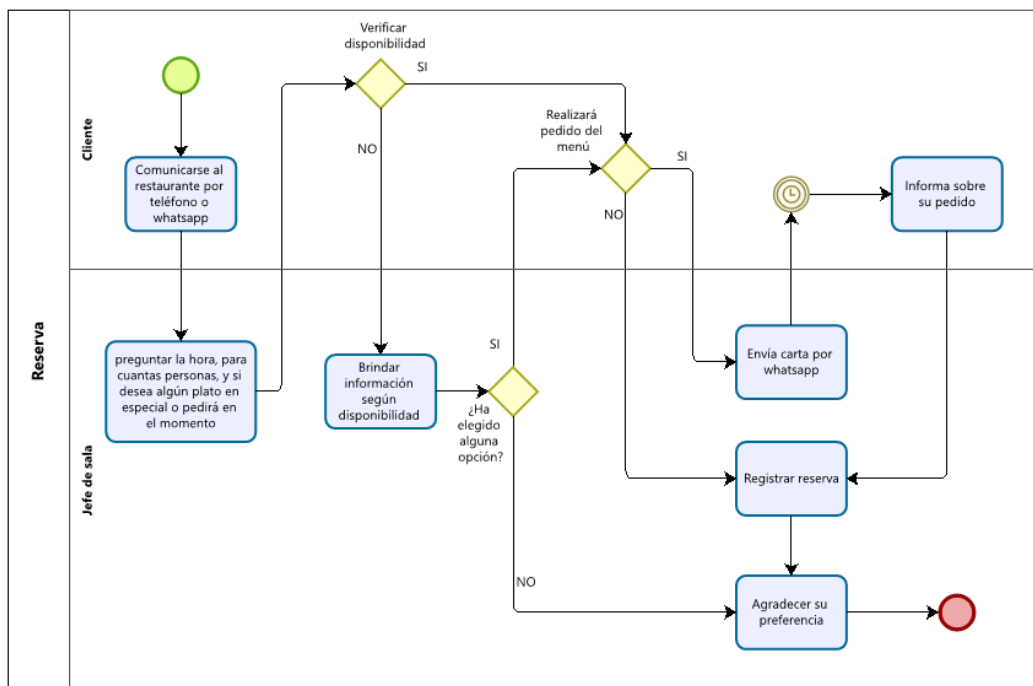 Reserva
Cliente
Jefe de sala
Verificar
disponibilidad
SI
NO
Comunicarse al
restaurante por
teléfono o
whatsapp
Realizará
pedido del
menú
SI
NO
Informa sobre
su pedido
preguntar la hora, para
cuantas personas, y si
desea algún plato en
especial o pedirá en
el momento
Brindar
información
según
disponibilidad
SI
¿Ha
elegido
alguna
opción?
NO
Envía carta por
whatsapp
Registrar reserva
Agradecer su
preferencia